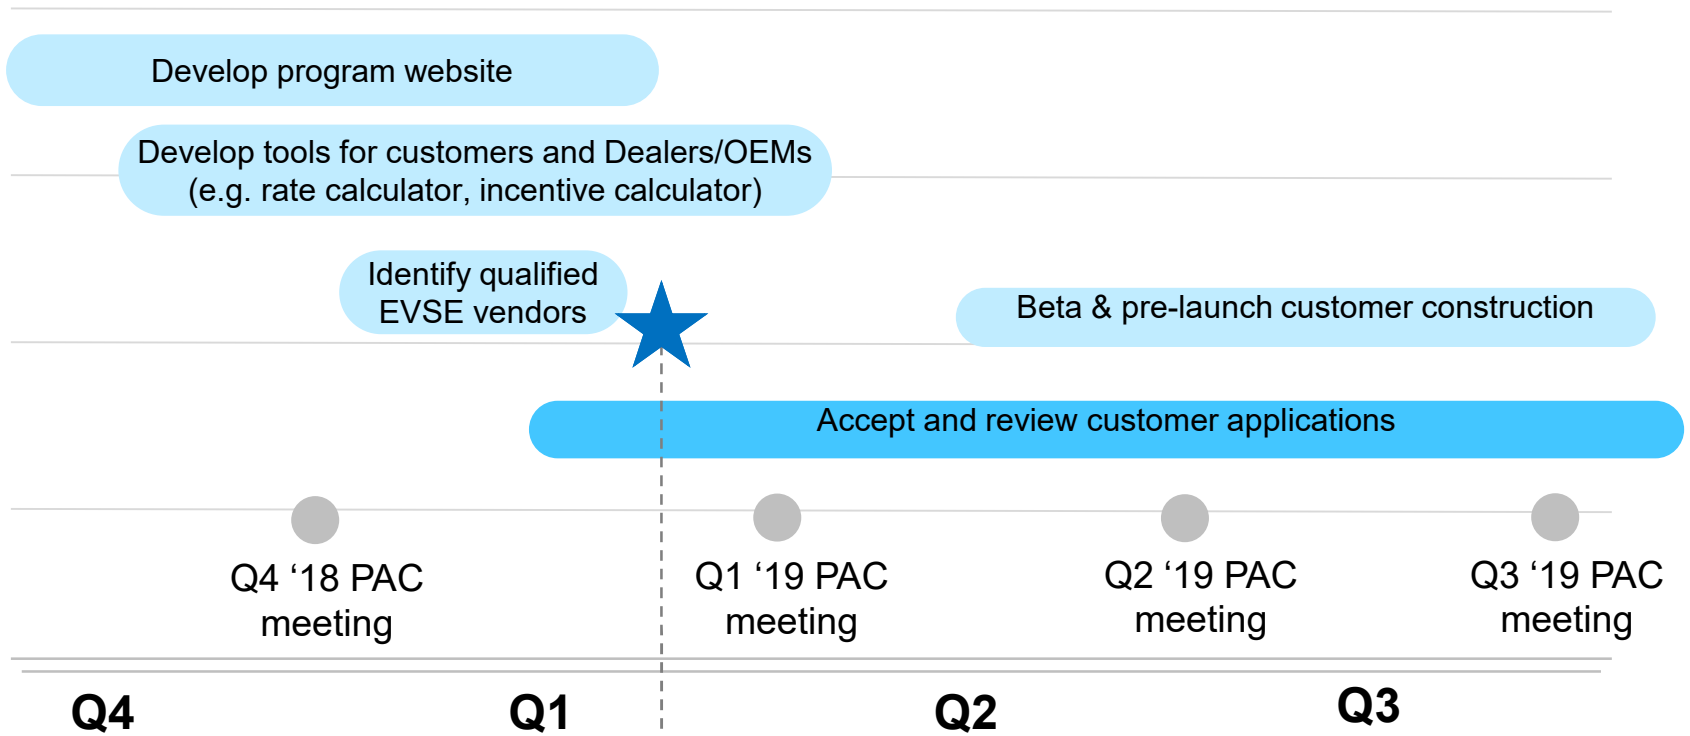 Develop program website
Develop tools for customers and Dealers/OEMs
(e.g. rate calculator, incentive calculator)
Identify qualified
EVSE vendors
Beta & pre-launch customer construction
Accept and review customer applications
Q4 ‘18 PAC
meeting
Q1 ‘19 PAC
meeting
Q2 ‘19 PAC
meeting
Q3 ‘19 PAC
meeting
Q4
Q1
Q2
Q3